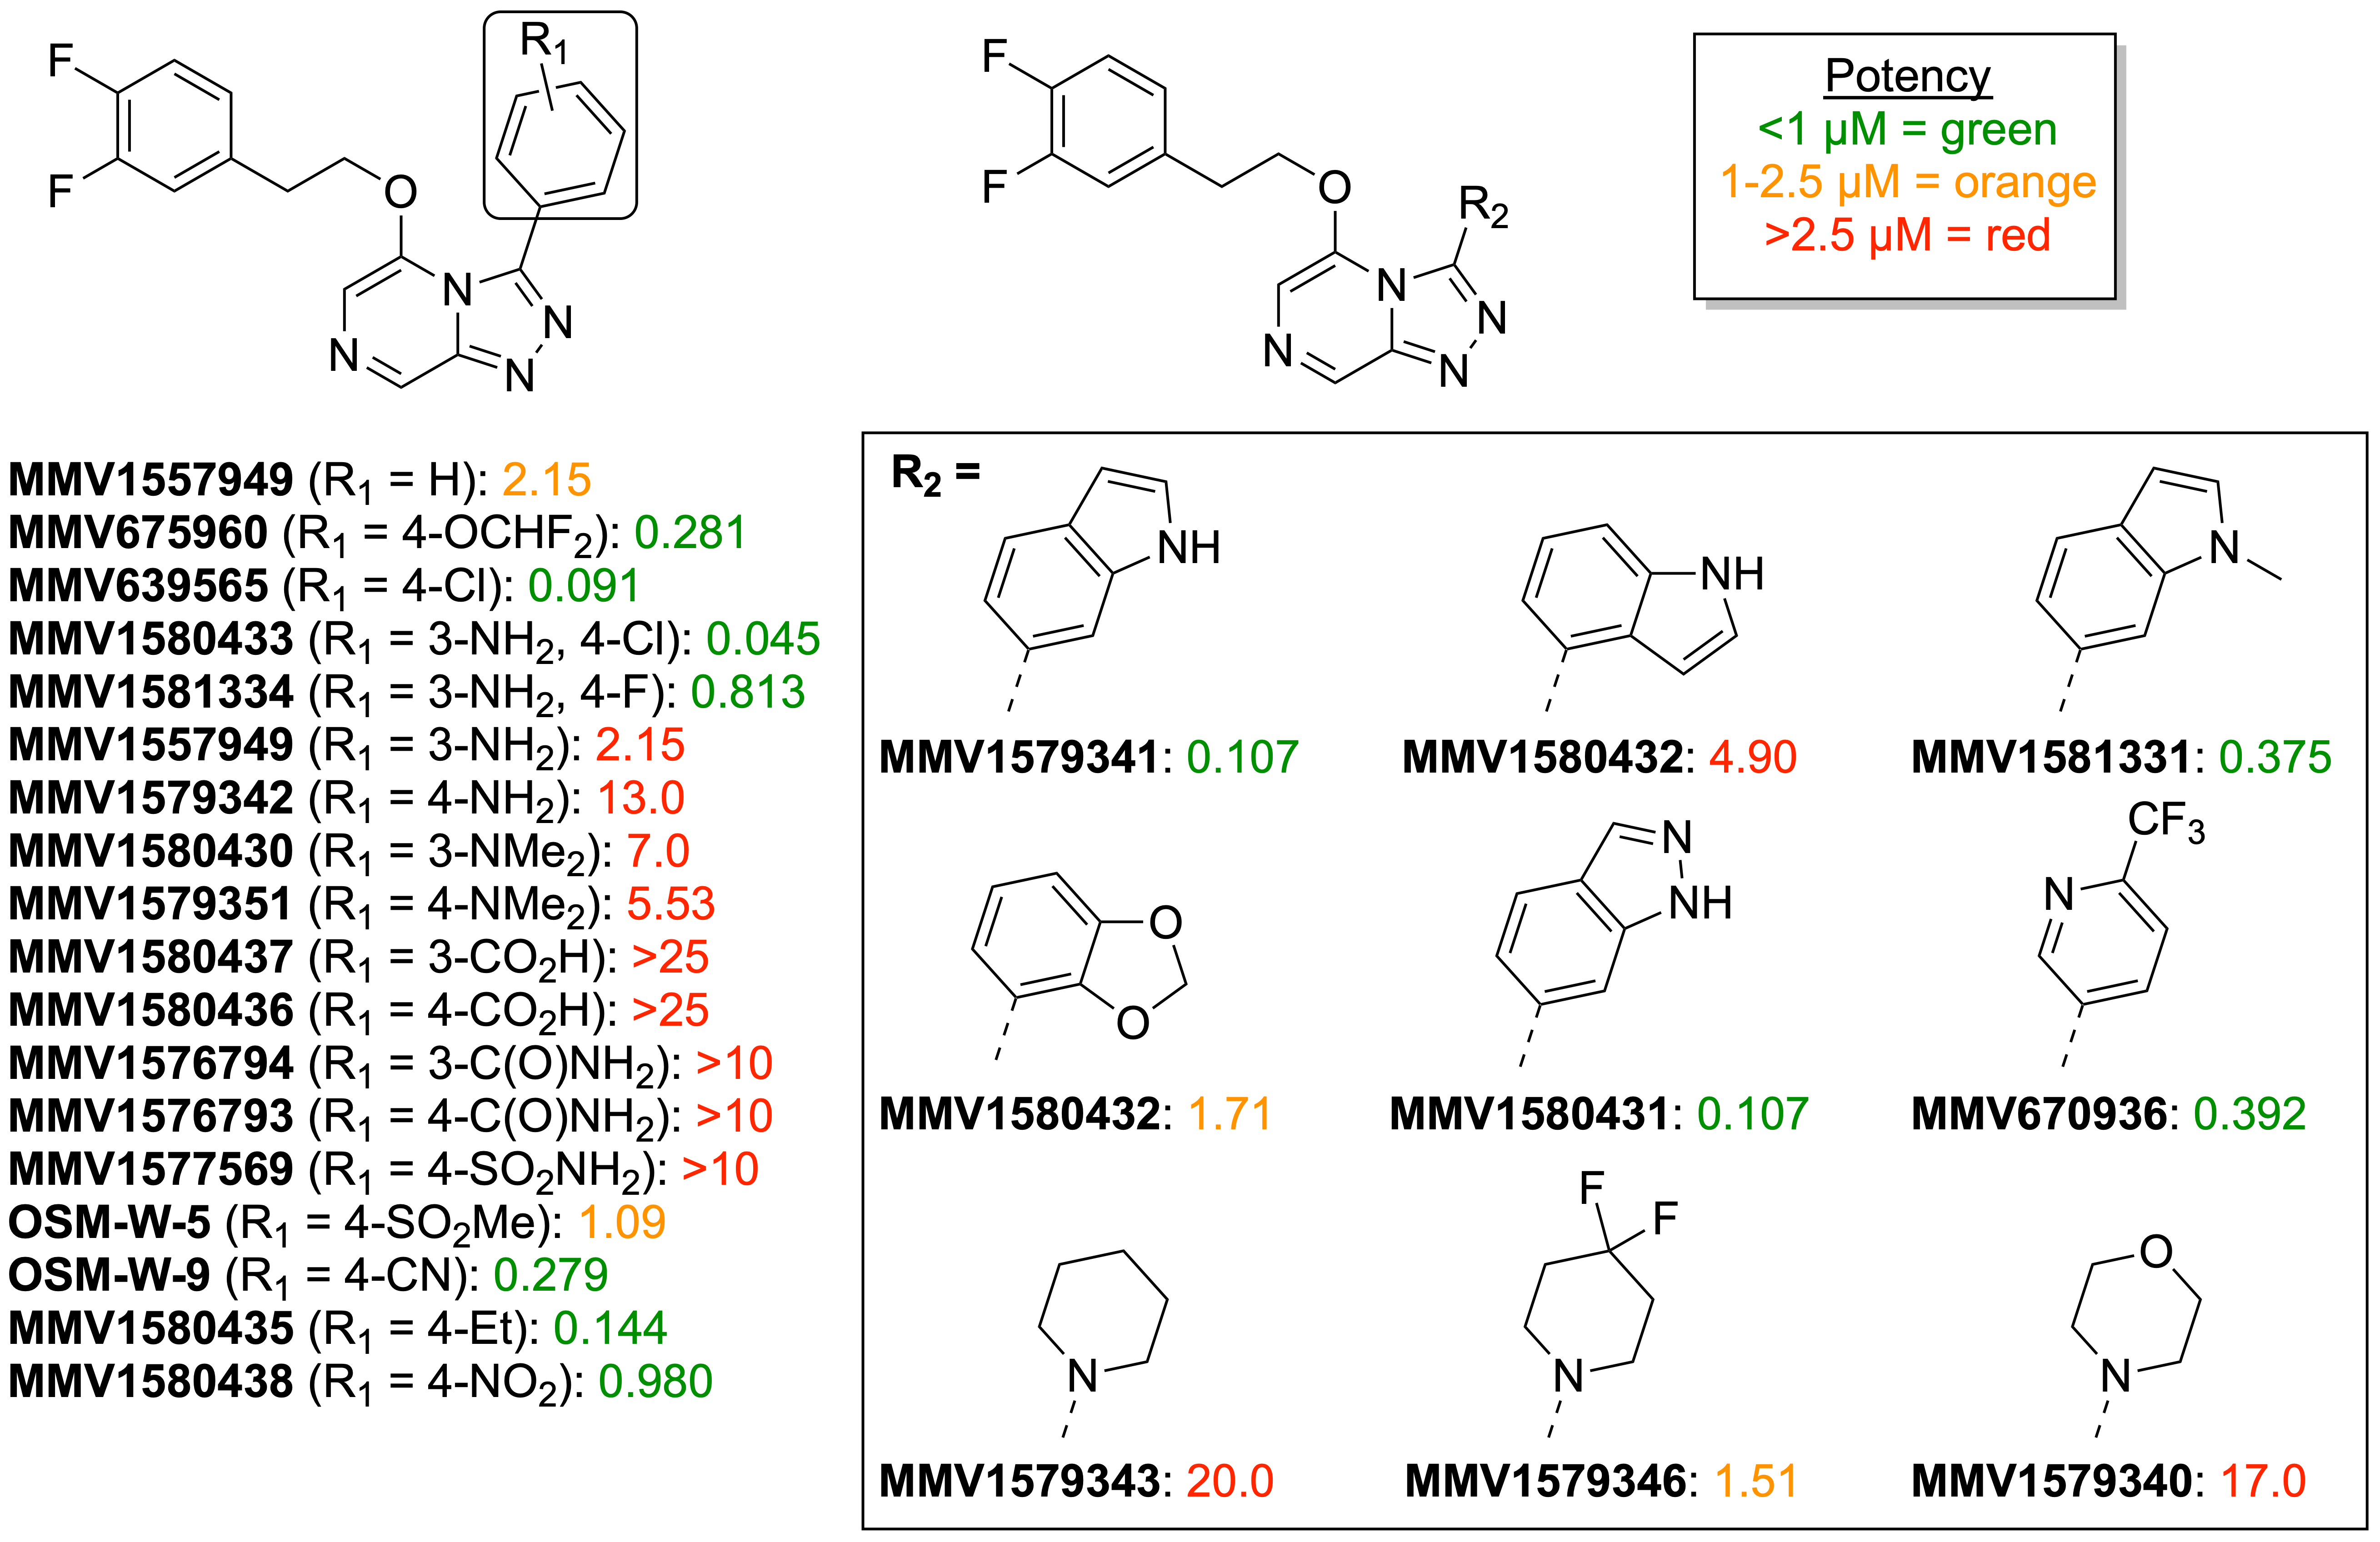 F
F
O
R1
N
N
N
N
F
F
O
R2
N
N
N
N
Potency
<1 µM = green
1-2.5 µM = orange
>2.5 µM = red
MMV1557949 (R1 = H): 2.15
MMV675960 (R1 = 4-OCHF2): 0.281
MMV639565 (R1 = 4-Cl): 0.091
MMV1580433 (R1 = 3-NH2, 4-Cl): 0.045
MMV1581334 (R1 = 3-NH2, 4-F): 0.813
MMV1557949 (R1 = 3-NH2): 2.15
MMV1579342 (R1 = 4-NH2): 13.0
MMV1580430 (R1 = 3-NMe2): 7.0
MMV1579351 (R1 = 4-NMe2): 5.53
MMV1580437 (R1 = 3-CO2H): >25
MMV1580436 (R1 = 4-CO2H): >25
MMV1576794 (R1 = 3-C(O)NH2): >10
MMV1576793 (R1 = 4-C(O)NH2): >10
MMV1577569 (R1 = 4-SO2NH2): >10
OSM-W-5 (R1 = 4-SO2Me): 1.09
OSM-W-9 (R1 = 4-CN): 0.279
MMV1580435 (R1 = 4-Et): 0.144
MMV1580438 (R1 = 4-NO2): 0.980
R2 =
NH
MMV1579341: 0.107
NH
MMV1580432: 4.90
N
MMV1581331: 0.375
O
O
MMV1580432: 1.71
N
NH
MMV1580431: 0.107
CF3
N
MMV670936: 0.392
N
MMV1579343: 20.0
F
F
N
MMV1579346: 1.51
O
N
MMV1579340: 17.0